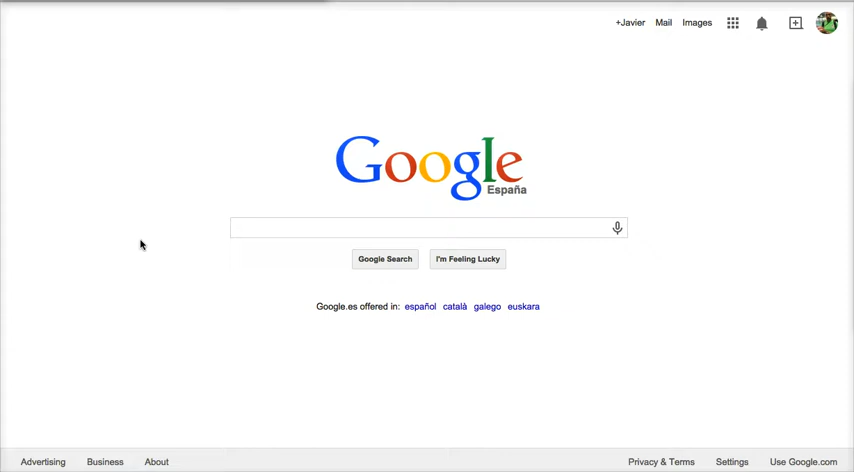 +Javier Mail Images
Google
España
Google Search I'm Feeling Lucky
Google.es offered in: español català galego euskara
Advertising Business About Privacy & Terms Settings Use Google.com